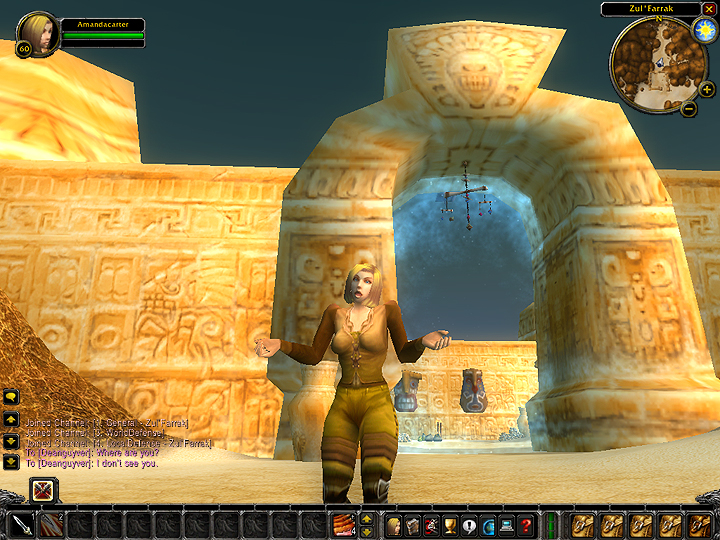 Amandacarter
60
Zul'Farrak
N
Joined Channel: [1. General - Zul'Farrak]
Joined Channel: [3. WorldDefense]
Joined Channel: [4. LocalDefense - Zul'Farrak]
To [Deanguyver]: Where are you?
To [Deanguyver]: I don't see you.